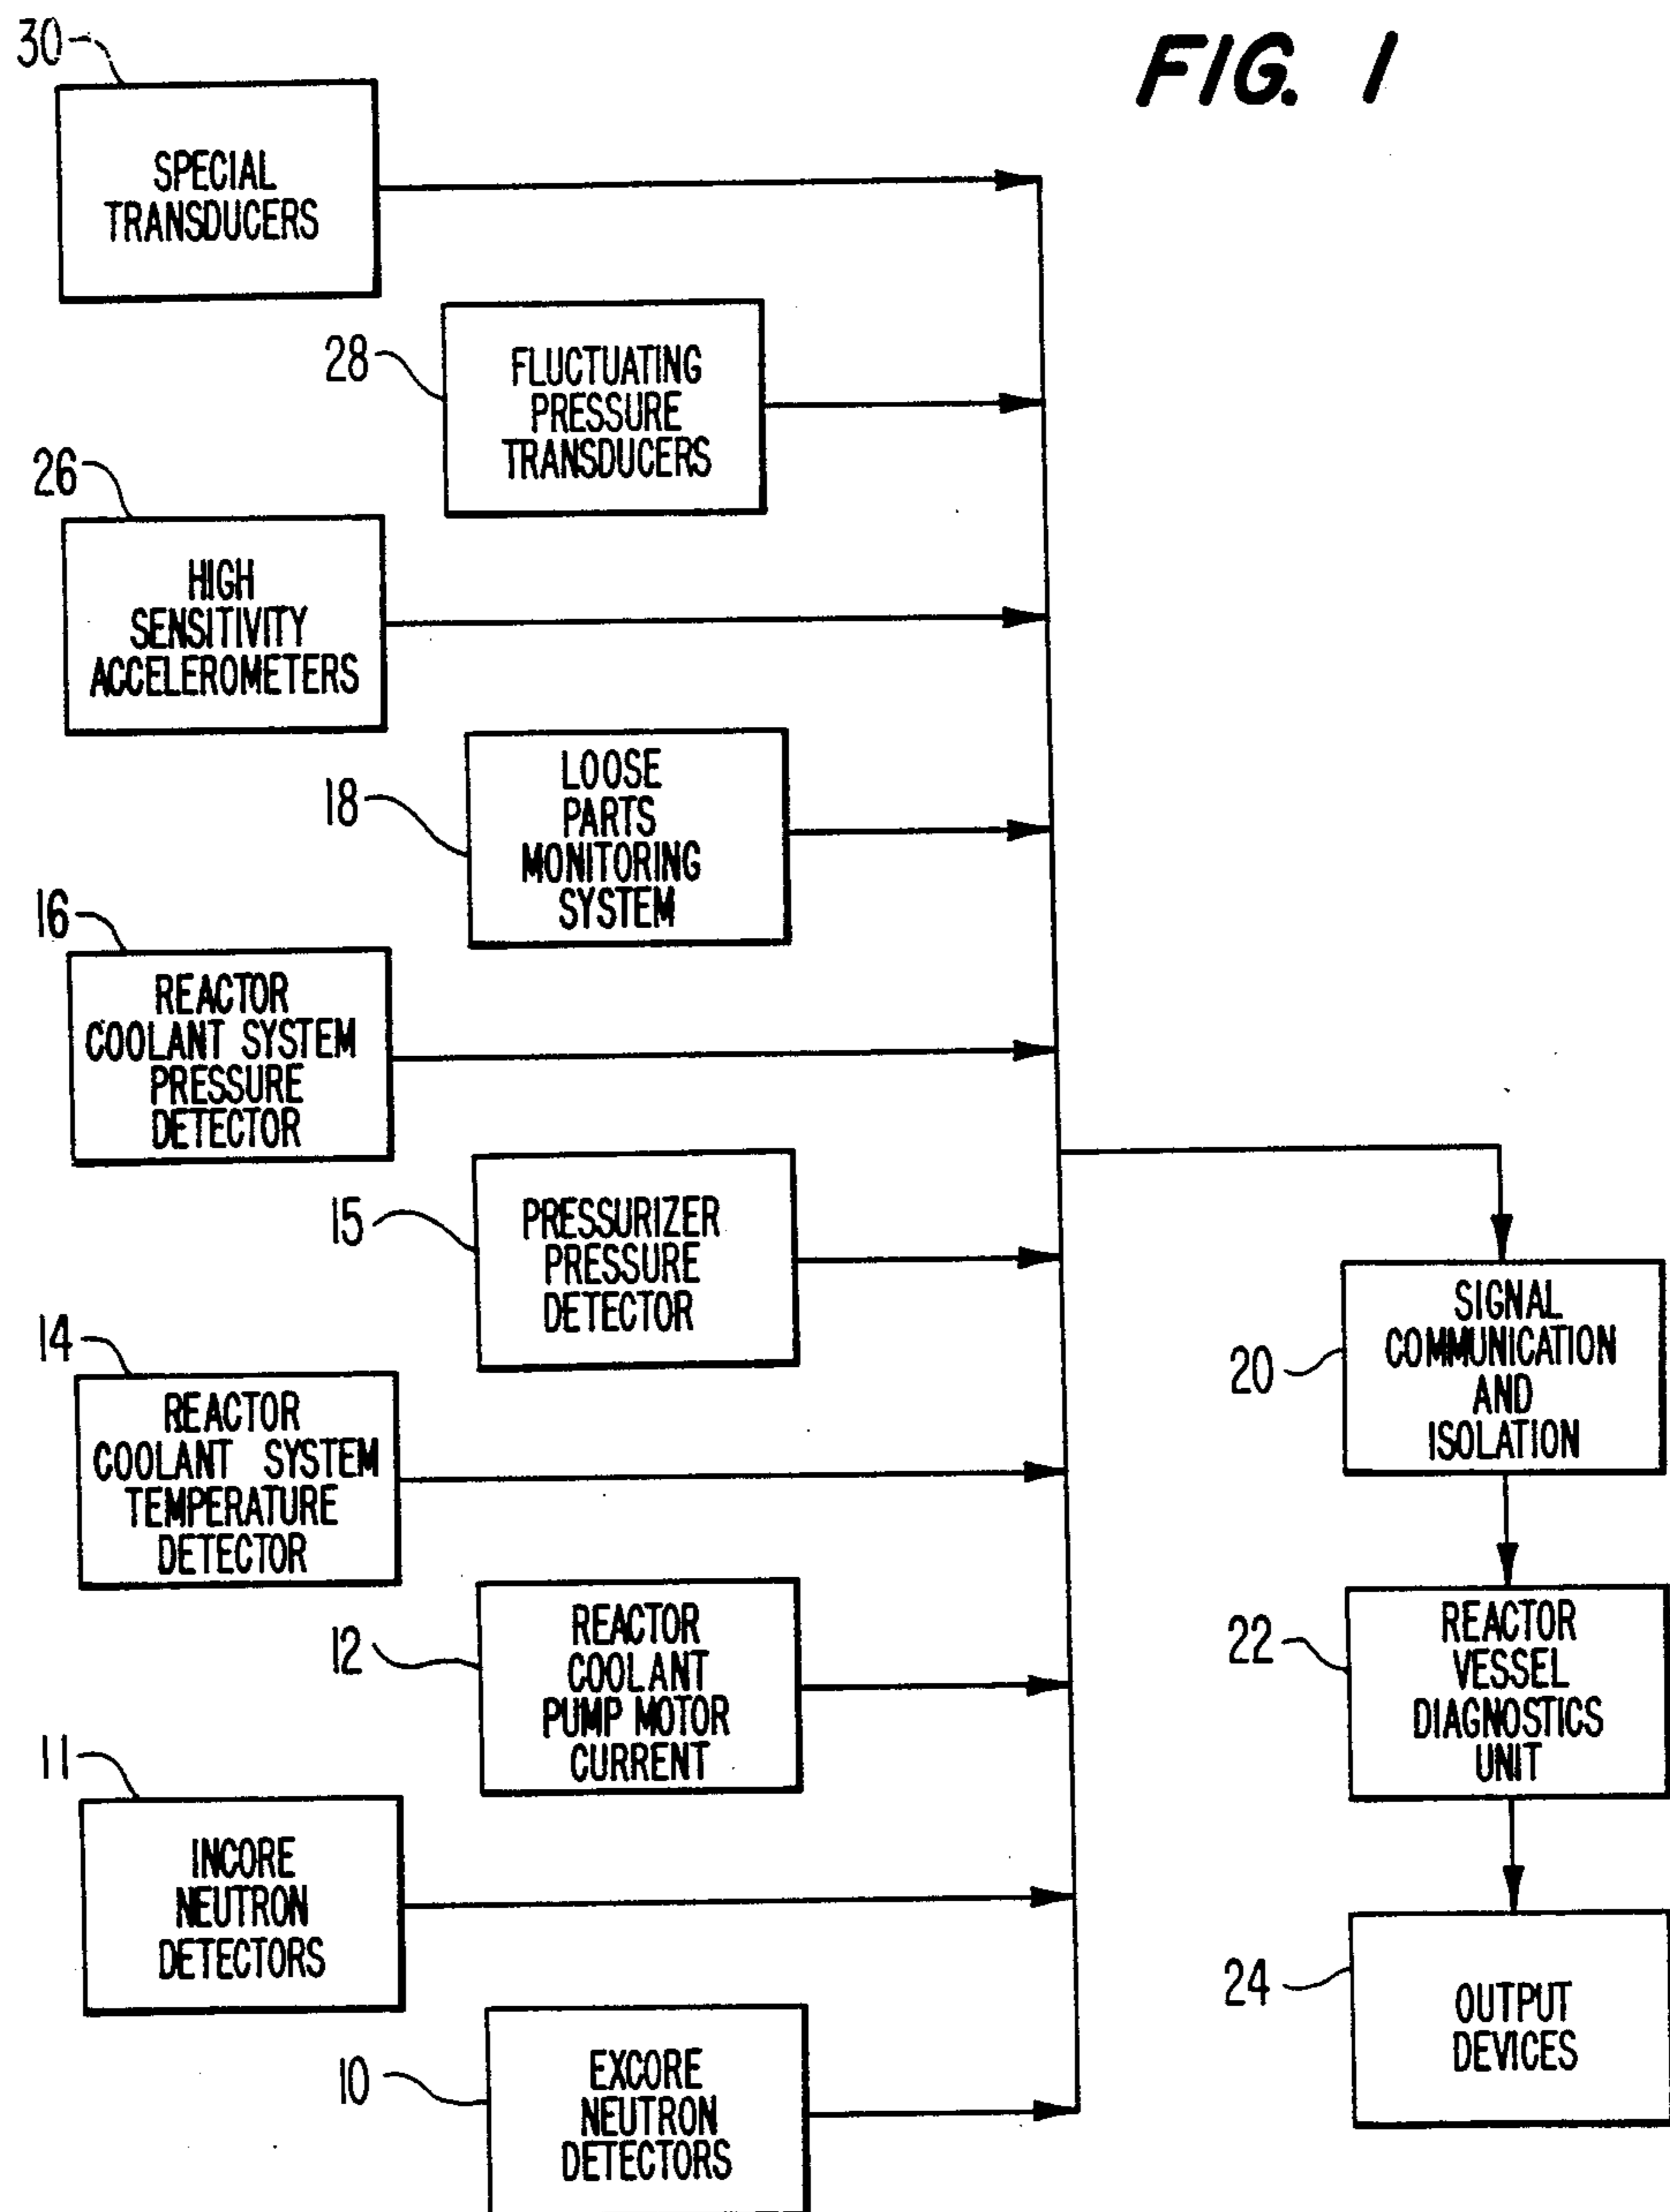 FIG. 1
30
SPECIAL
TRANSDUCERS
28
FLUCTUATING
PRESSURE
TRANSDUCERS
26
HIGH
SENSITIVITY
ACCELEROMETERS
18
LOOSE
PARTS
MONITORING
SYSTEM
16
REACTOR
COOLANT SYSTEM
PRESSURE
DETECTOR
15
PRESSURIZER
PRESSURE
DETECTOR
14
REACTOR
COOLANT SYSTEM
TEMPERATURE
DETECTOR
12
REACTOR
COOLANT
PUMP MOTOR
CURRENT
11
INCORE
NEUTRON
DETECTORS
10
EXCORE
NEUTRON
DETECTORS
20
SIGNAL
COMMUNICATION
AND
ISOLATION
22
REACTOR
VESSEL
DIAGNOSTICS
UNIT
24
OUTPUT
DEVICES